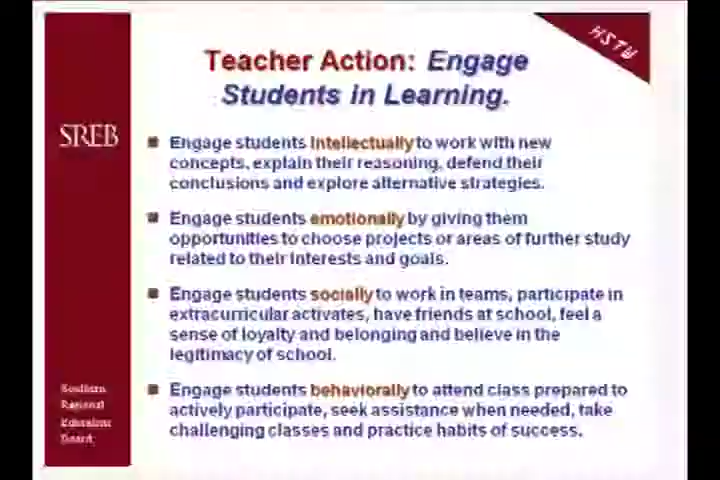 HSTW
Teacher Action: Engage
Students in Learning.
SREB
Engage students intellectually to work with new
concepts, explain their reasoning, defend their
conclusions and explore alternative strategies.
Engage students emotionally by giving them
opportunities to choose projects or areas of further study
related to their interests and goals.
Engage students socially to work in teams, participate in
extracurricular activates, have friends at school, feel a
sense of loyalty and belonging and believe in the
legitimacy of school.
Engage students behaviorally to attend class prepared to
actively participate, seek assistance when needed, take
challenging classes and practice habits of success.
Southern
Regional
Education
Board